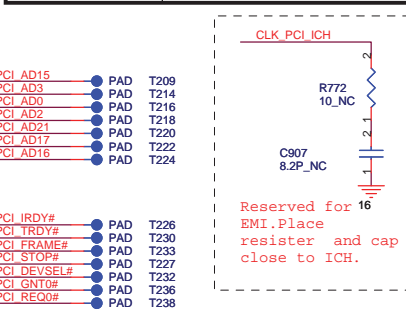 CLK_PCI_ICH
2
R772
10_NC
1
2
C907
8.2P_NC
1
16
Reserved for
EMI.Place
resister and cap
close to ICH.
PCI_AD15 PAD T209
PCI_AD3 PAD T214
PCI_AD0 PAD T216
PCI_AD2 PAD T218
PCI_AD21 PAD T220
PCI_AD17 PAD T222
PCI_AD16 PAD T224
PCI_IRDY# PAD T226
PCI_TRDY# PAD T230
PCI_FRAME# PAD T233
PCI_STOP# PAD T227
PCI_DEVSEL# PAD T232
PCI_GNT0# PAD T236
PCI_REQ0# PAD T238